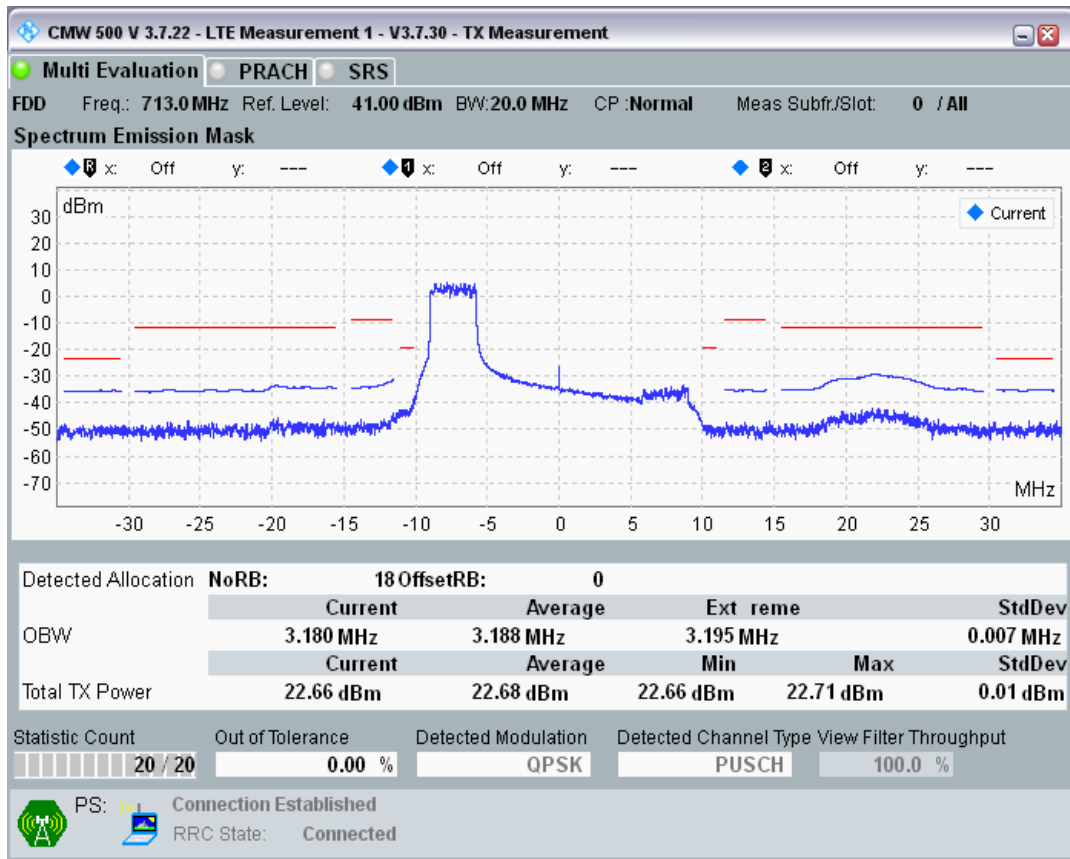 CMW 500 V 3.7.22 - LTE Measurement 1 - V3.7.30 - TX Measurement
Multi Evaluation PRACH SRS
FDD Freq.: 713.0 MHz Ref. Level: 41.00 dBm BW:20.0 MHz CP :Normal Meas Subfr./Slot: 0 / All
Spectrum Emission Mask
R x: Off y: --- 1 x: Off y: --- 2 x: Off y: ---
dBm
Current
30
20
10
0
-10
-20
-30
-40
-50
-60
-70
MHz
-30 -25 -20 -15 -10 -5 0 5 10 15 20 25 30
Detected Allocation NoRB: 18 OffsetRB: 0
Current Average Ext reme StdDev
OBW 3.180 MHz 3.188 MHz 3.195 MHz 0.007 MHz
Current Average Min Max StdDev
Total TX Power 22.66 dBm 22.68 dBm 22.66 dBm 22.71 dBm 0.01 dBm
Statistic Count Out of Tolerance Detected Modulation Detected Channel Type View Filter Throughput
20 / 20 0.00 % QPSK PUSCH 100.0 %
PS: Connection Established
RRC State: Connected